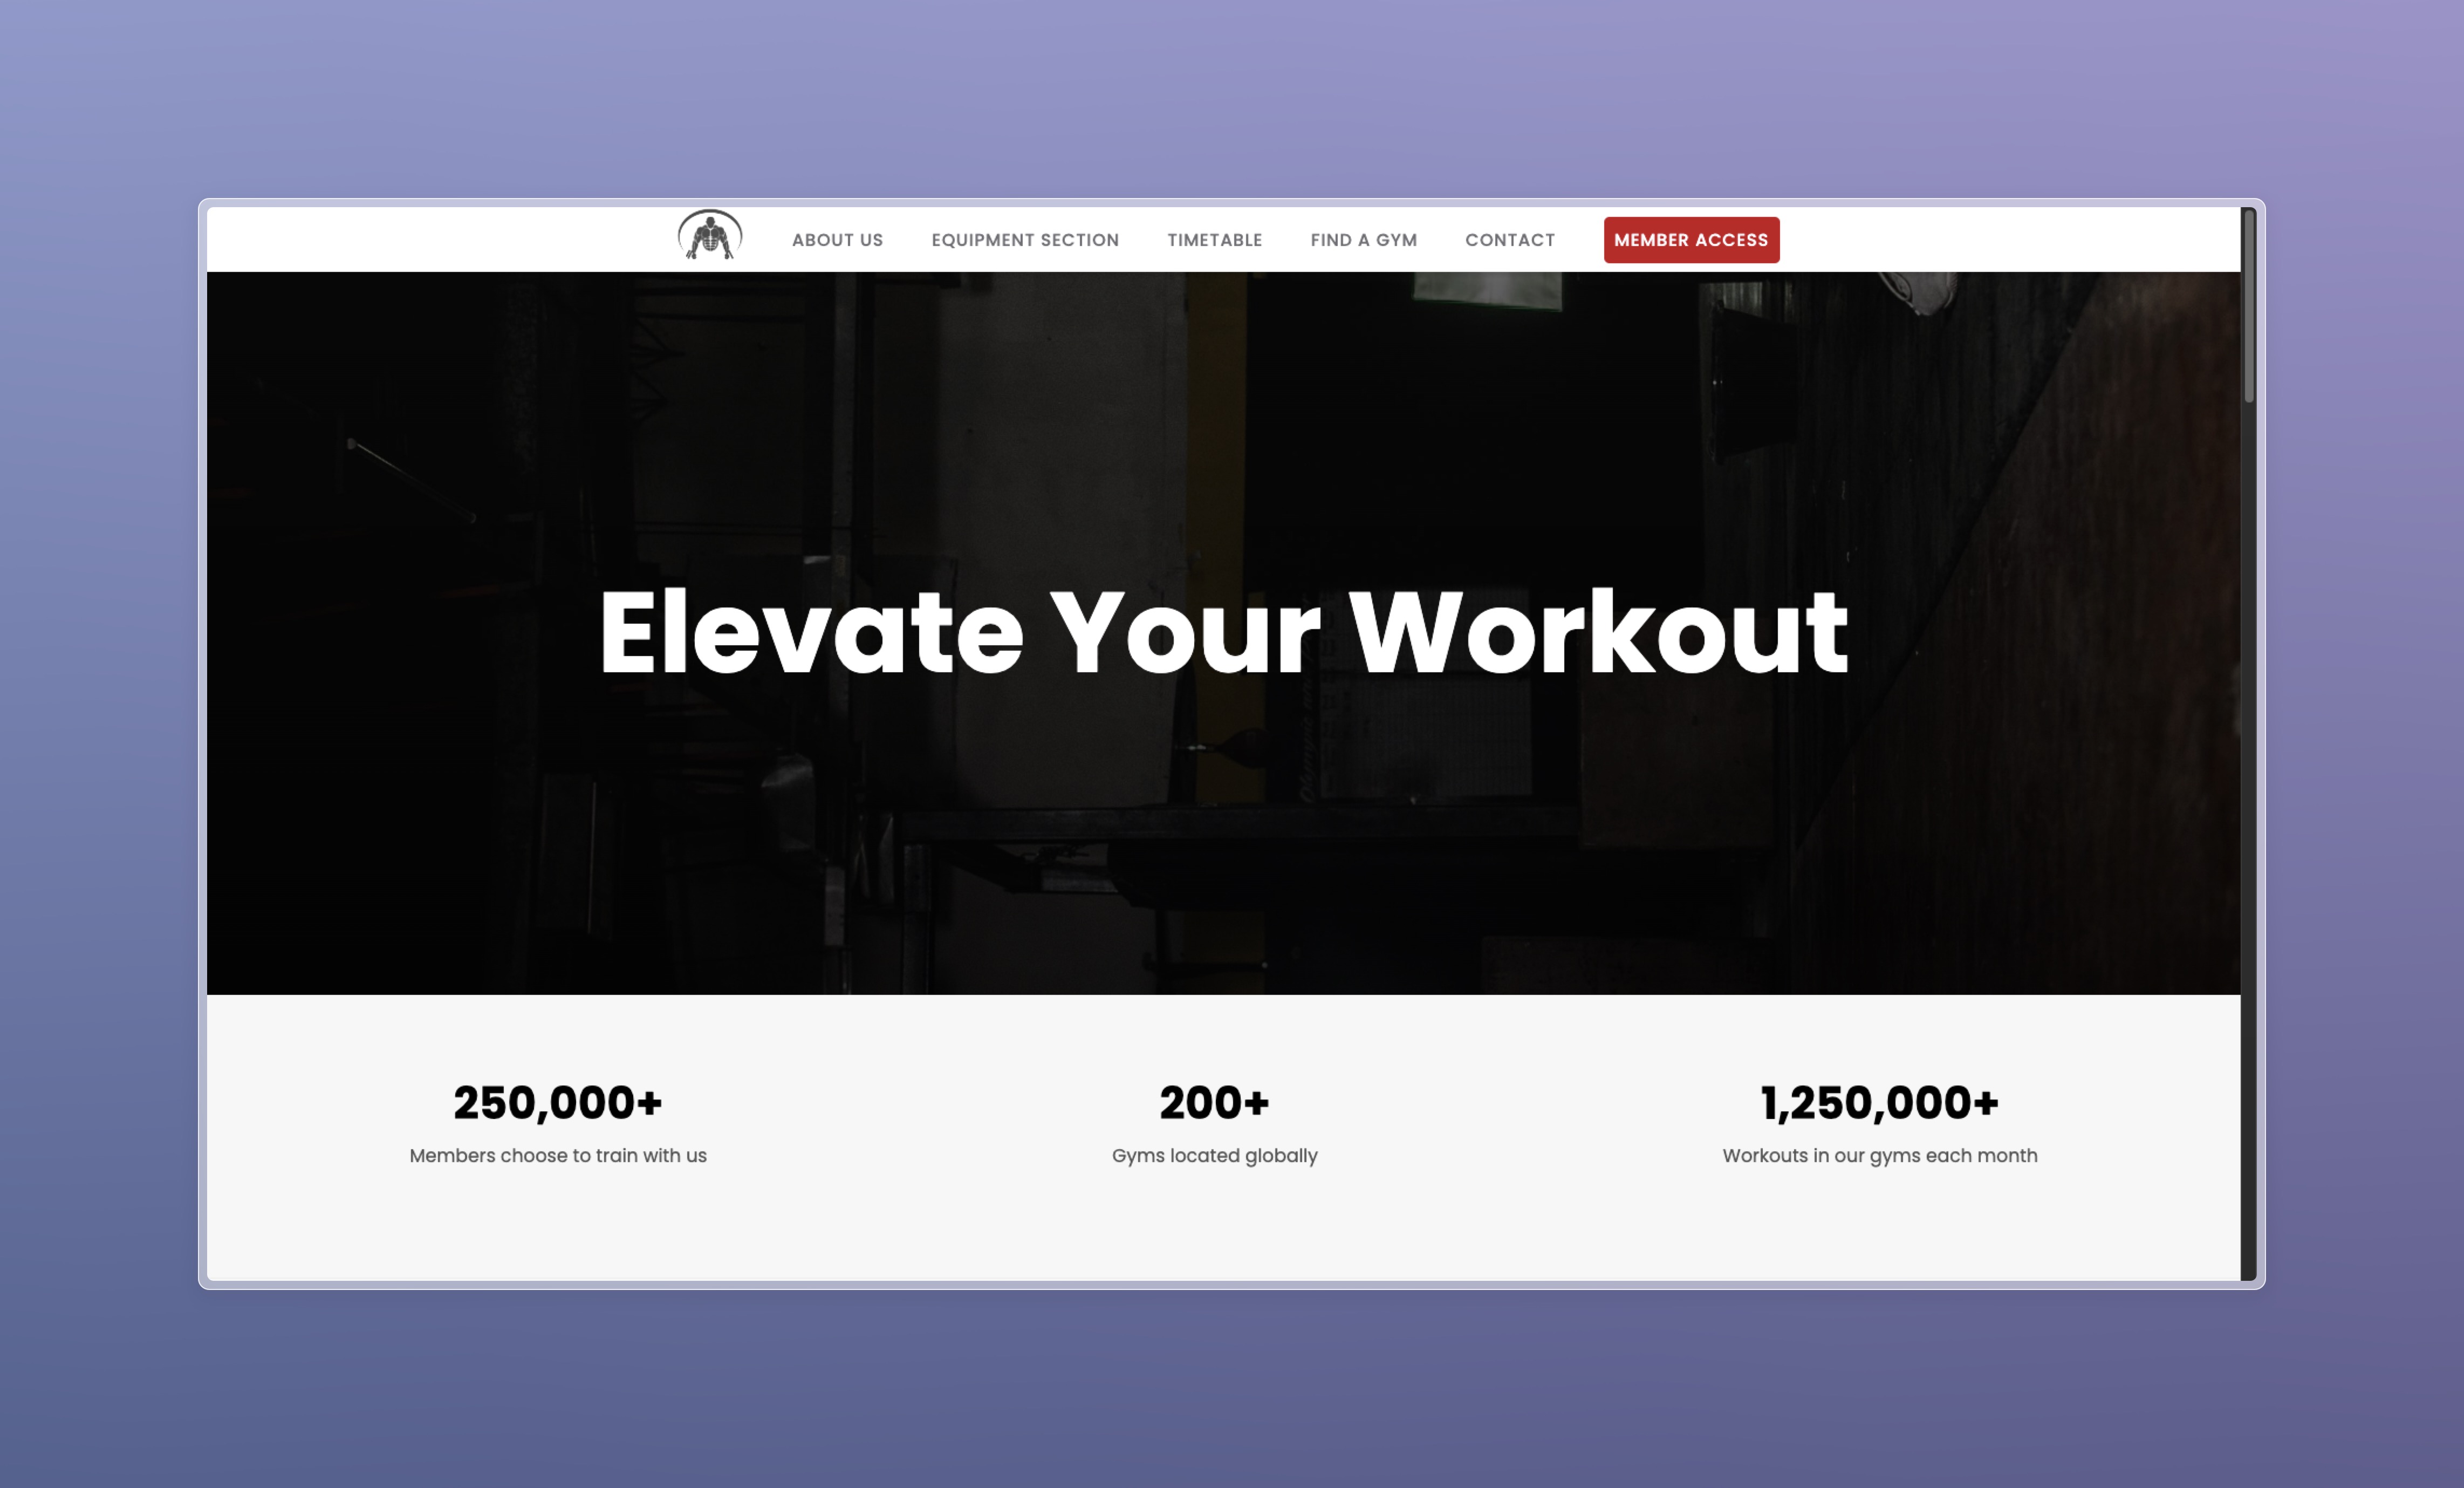 ABOUT US
EQUIPMENT SECTION
TIMETABLE
FIND A GYM
CONTACT
MEMBER ACCESS
Elevate Your Workout
250,000+
Members choose to train with us
200+
Gyms located globally
1,250,000+
Workouts in our gyms each month